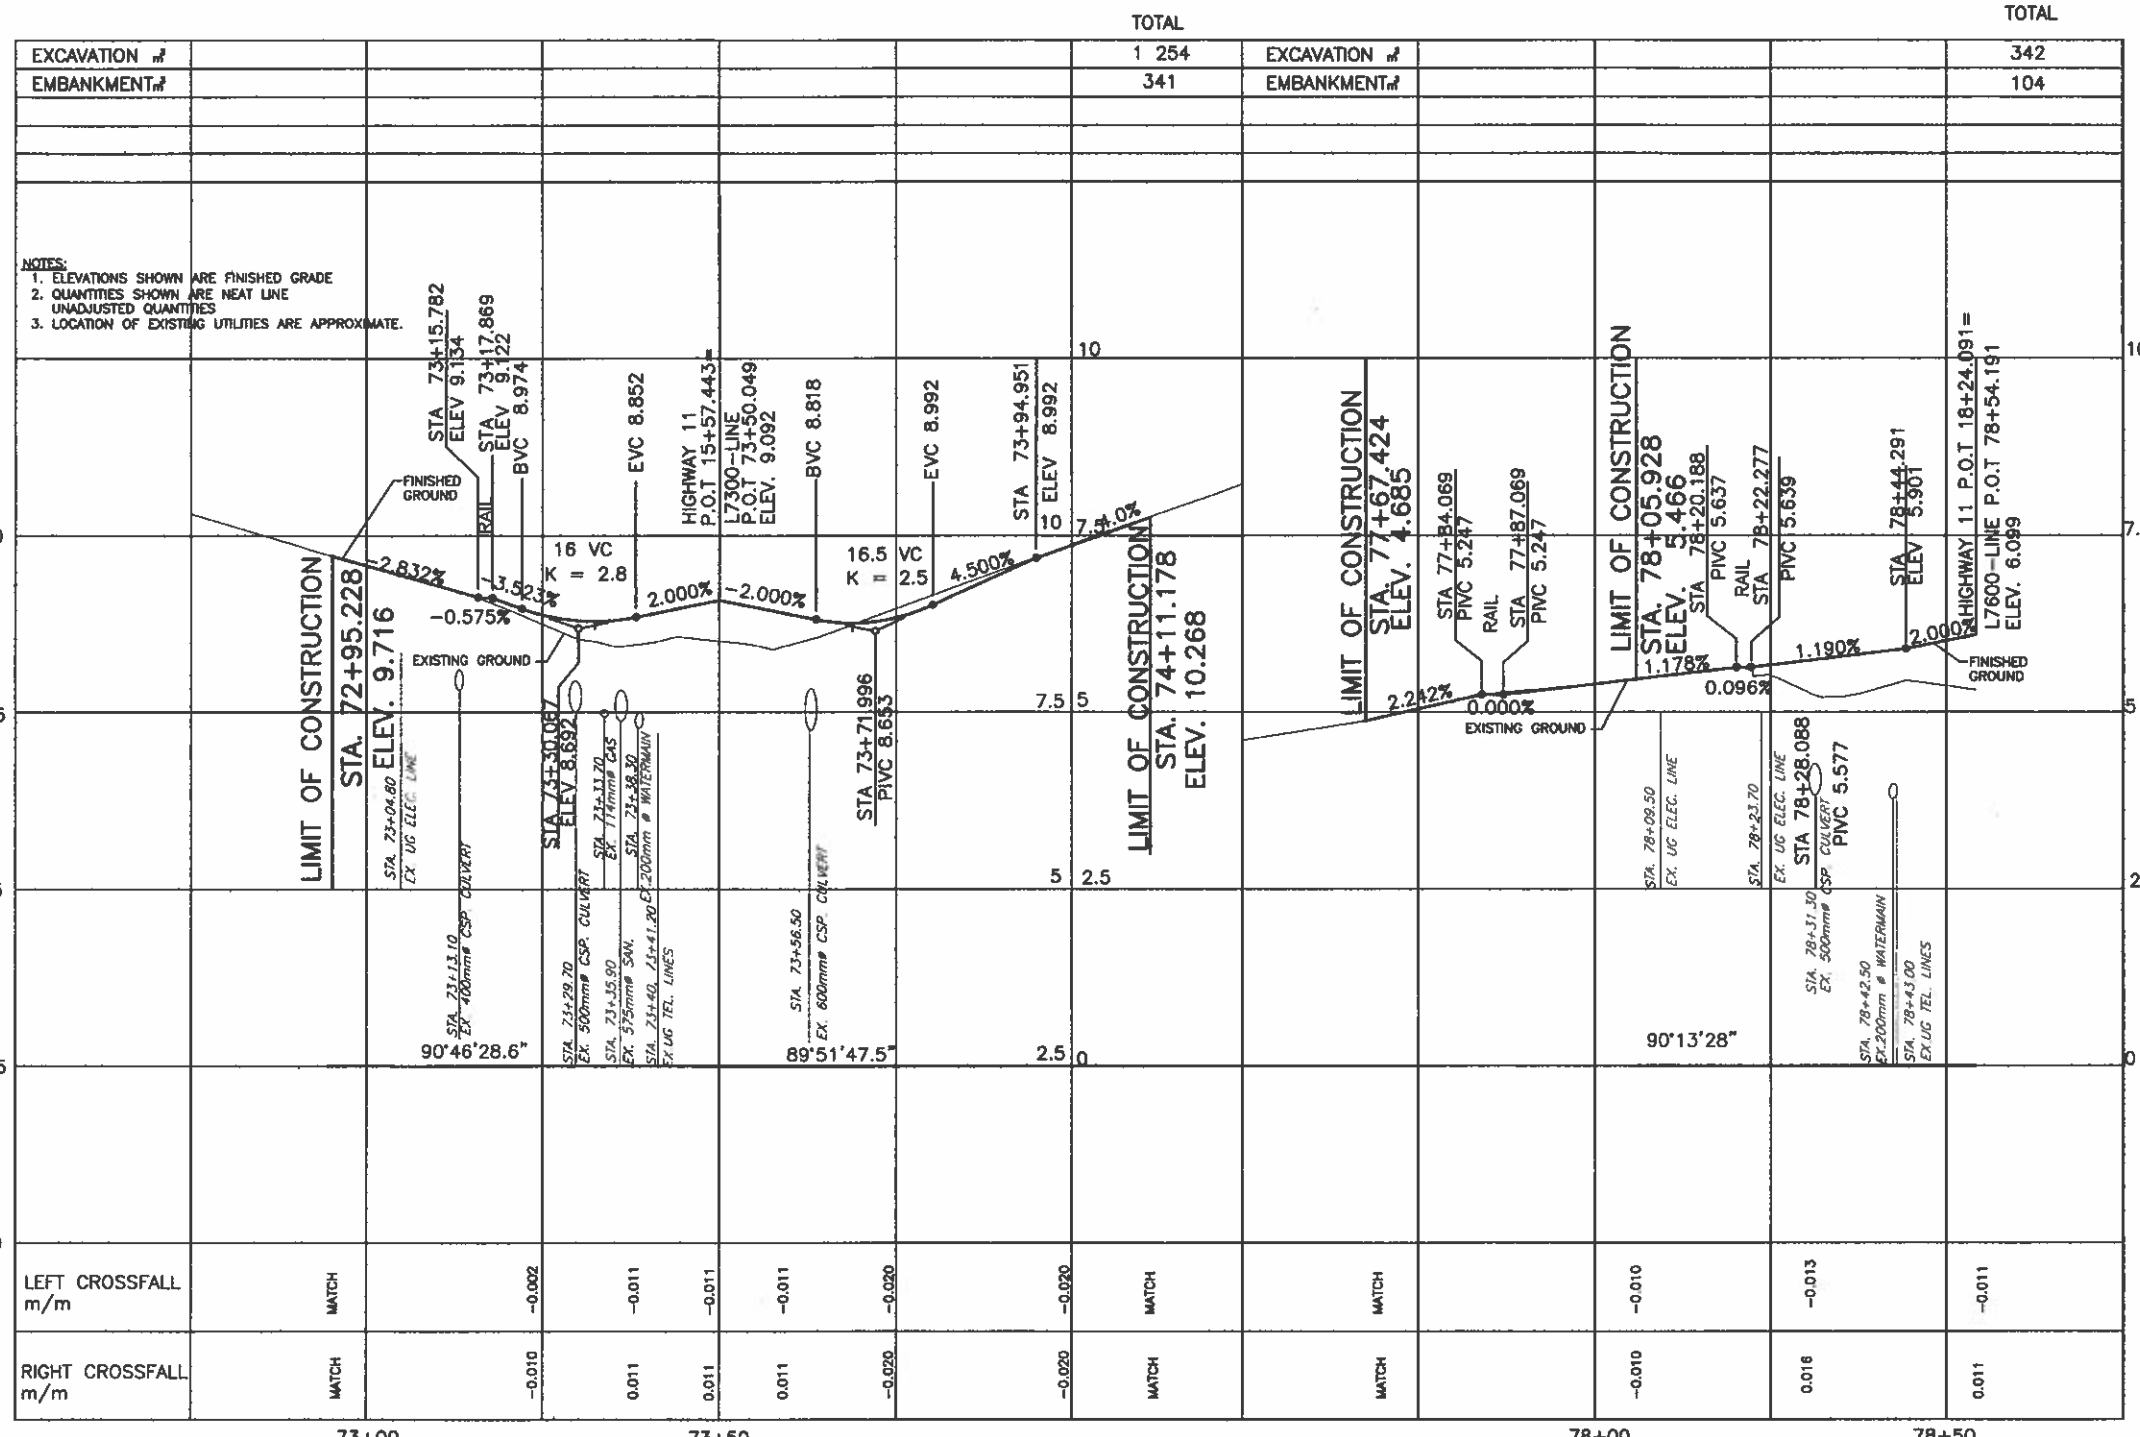 TOTAL
TOTAL
EXCAVATION m³
1 254
EXCAVATION m³
342
EMBANKMENT m³
341
EMBANKMENT m³
104
NOTES:
1. ELEVATIONS SHOWN ARE FINISHED GRADE
2. QUANTITIES SHOWN ARE NEAT LINE
UNADJUSTED QUANTITIES
3. LOCATION OF EXISTING UTILITIES ARE APPROXIMATE.
LIMIT OF CONSTRUCTION
STA. 72+95.228
ELEV. 9.716
FINISHED
GROUND
STA 73+15.782
ELEV 9.134
RAIL
STA 73+17.869
ELEV 9.122
BVC 8.974
-2.832%
-3.523%
-0.575%
16 VC
K = 2.8
EVC 8.852
2.000%
HIGHWAY 11
P.O.T 15+57.443=
L7300-LINE
P.O.T 73+50.049
ELEV. 9.092
-2.000%
BVC 8.818
16.5 VC
K = 2.5
EVC 8.992
4.500%
STA 73+94.951
ELEV 8.992
4.0%
10
10
7.5
7.5
5
5
2.5
2.5
0
EXISTING GROUND
STA 73+30.067
ELEV 8.692
STA 73+71.996
PIVC 8.653
LIMIT OF CONSTRUCTION
STA. 74+11.178
ELEV. 10.268
STA. 73+04.80
EX. UG ELEC. LINE
STA. 73+13.10
EX. 400mmø CSP. CULVERT
STA. 73+29.70
EX. 500mmø CSP. CULVERT
STA. 73+33.70
EX. 114mmø GAS
STA. 73+35.90
EX. 575mmø SAN.
STA. 73+38.30
EX.200mm ø WATERMAIN
STA. 73+40, 73+41.20
EX.UG TEL. LINES
STA. 73+56.50
EX. 600mmø CSP. CULVERT
90°46'28.6"
89°51'47.5"
LIMIT OF CONSTRUCTION
STA. 77+67.424
ELEV. 4.685
STA 77+84.069
PIVC 5.247
RAIL
STA 77+87.069
PIVC 5.247
2.242%
0.000%
EXISTING GROUND
LIMIT OF CONSTRUCTION
STA. 78+05.928
ELEV. 5.466
STA 78+20.188
PIVC 5.637
RAIL
STA 78+22.277
PIVC 5.639
1.178%
0.096%
1.190%
STA 78+44.291
ELEV 5.901
2.000%
HIGHWAY 11 P.O.T 18+24.091=
L7600-LINE P.O.T 78+54.191
ELEV. 6.099
FINISHED
GROUND
STA. 78+09.50
EX. UG ELEC. LINE
STA. 78+23.70
EX. UG ELEC. LINE
STA 78+28.088
PIVC 5.577
STA. 78+31.30
EX. 500mmø CSP. CULVERT
STA. 78+42.50
EX.200mm ø WATERMAIN
STA. 78+43.00
EX.UG TEL. LINES
90°13'28"
5
0
LEFT CROSSFALL
m/m
MATCH
-0.002
-0.011
-0.011
-0.011
-0.020
-0.020
MATCH
MATCH
-0.010
-0.013
-0.011
RIGHT CROSSFALL
m/m
MATCH
-0.010
0.011
0.011
0.011
-0.020
-0.020
MATCH
MATCH
-0.010
0.016
0.011
73+00
73+50
78+00
78+50